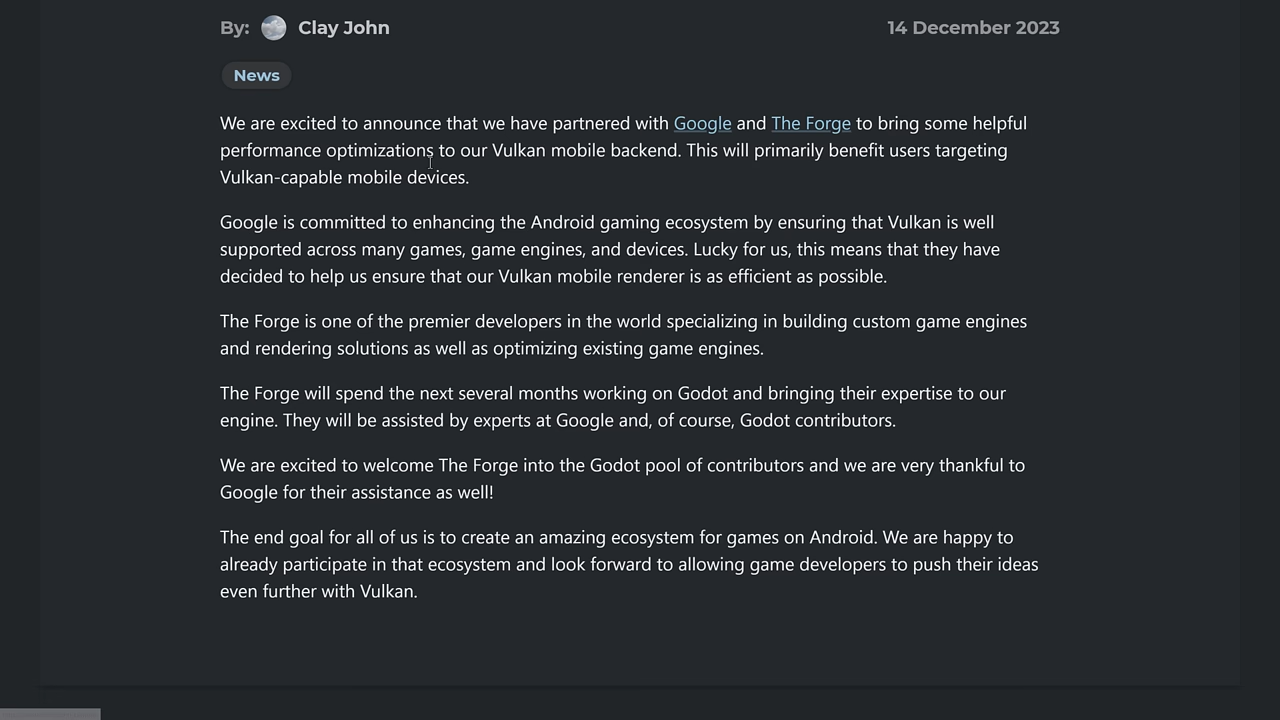 By: Clay John 14 December 2023
News
We are excited to announce that we have partnered with Google and The Forge to bring some helpful
performance optimizations to our Vulkan mobile backend. This will primarily benefit users targeting
Vulkan-capable mobile devices.
Google is committed to enhancing the Android gaming ecosystem by ensuring that Vulkan is well
supported across many games, game engines, and devices. Lucky for us, this means that they have
decided to help us ensure that our Vulkan mobile renderer is as efficient as possible.
The Forge is one of the premier developers in the world specializing in building custom game engines
and rendering solutions as well as optimizing existing game engines.
The Forge will spend the next several months working on Godot and bringing their expertise to our
engine. They will be assisted by experts at Google and, of course, Godot contributors.
We are excited to welcome The Forge into the Godot pool of contributors and we are very thankful to
Google for their assistance as well!
The end goal for all of us is to create an amazing ecosystem for games on Android. We are happy to
already participate in that ecosystem and look forward to allowing game developers to push their ideas
even further with Vulkan.